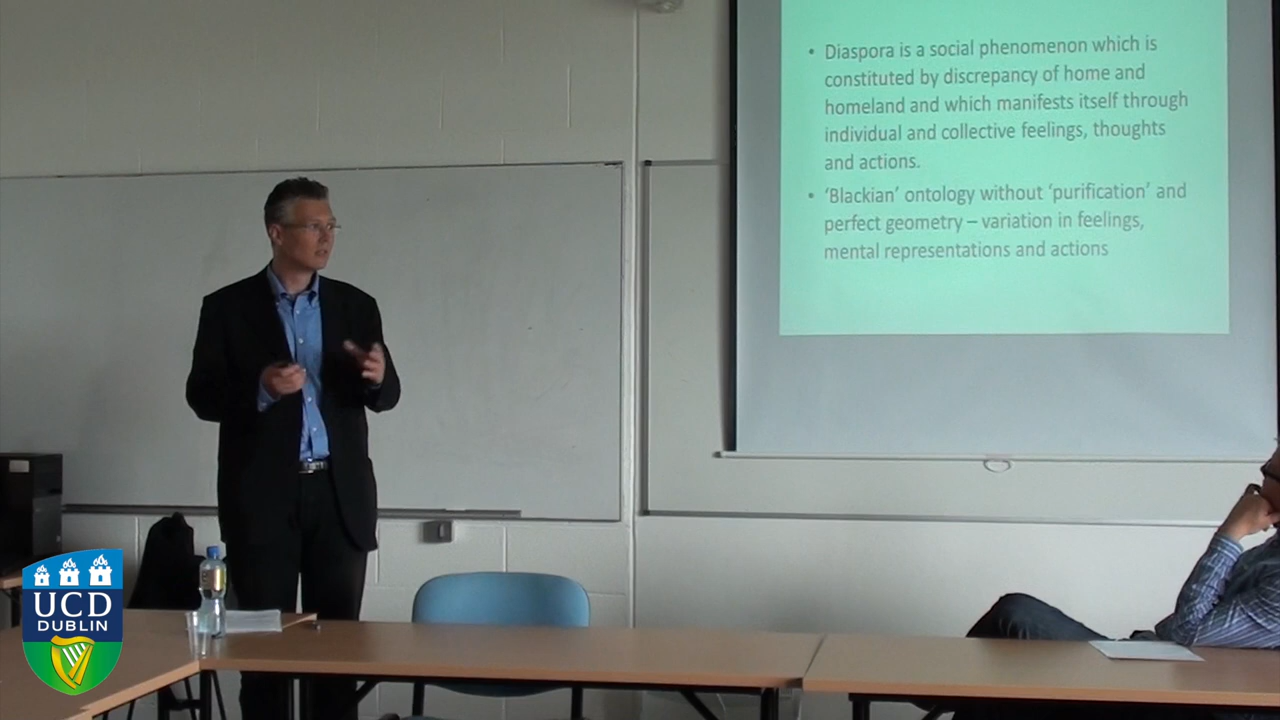 • Diaspora is a social phenomenon which is
constituted by discrepancy of home and
homeland and which manifests itself through
individual and collective feelings, thoughts
and actions.
• ‘Blackian’ ontology without ‘purification’ and
perfect geometry – variation in feelings,
mental representations and actions
UCD
DUBLIN